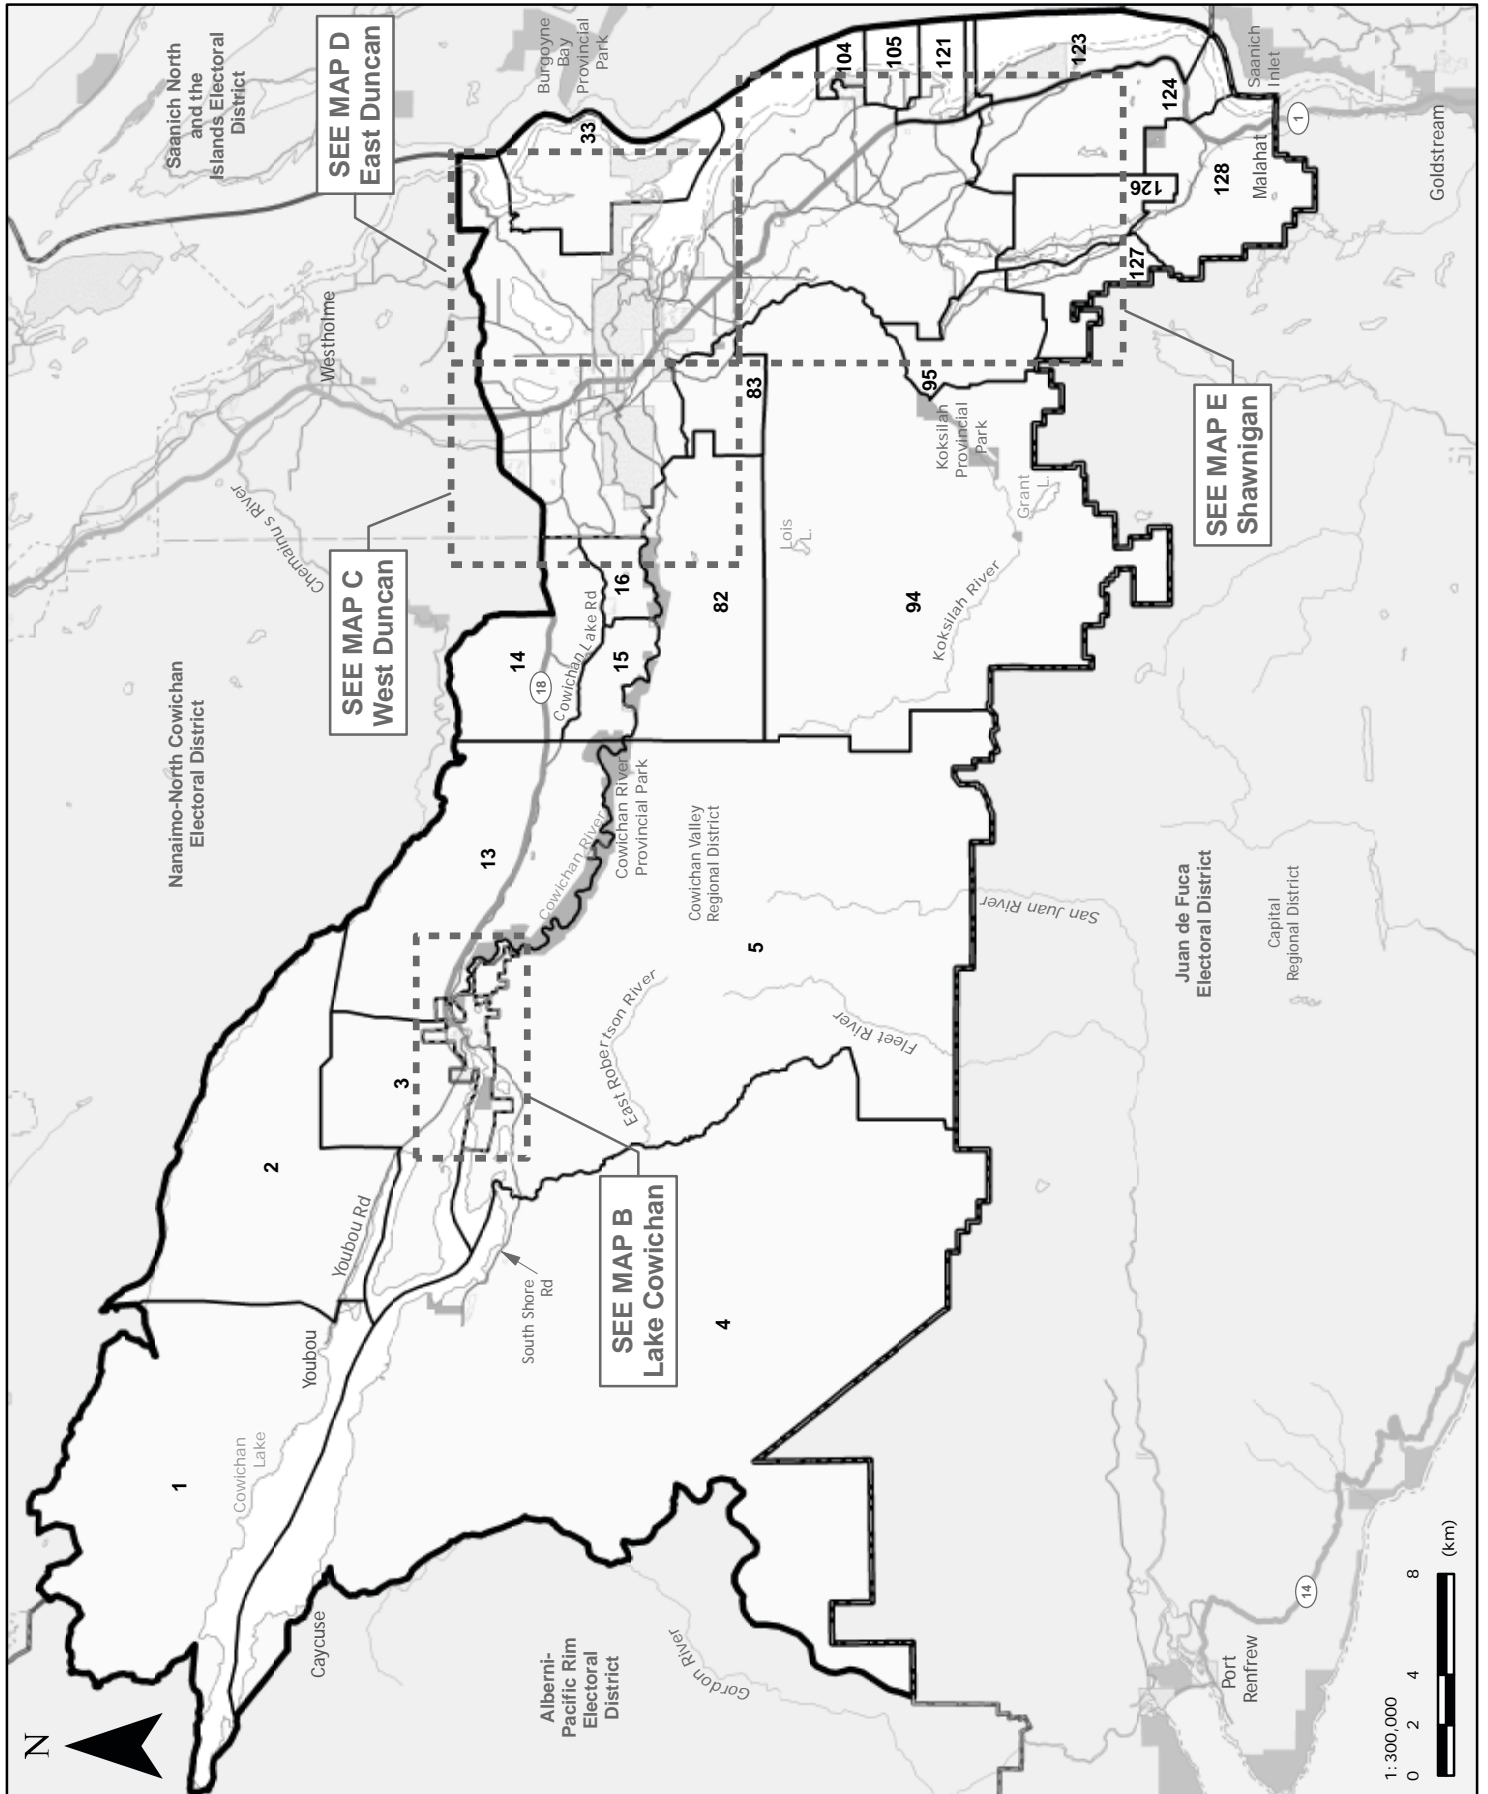 N
Saanich North
and the
Islands Electoral
District
SEE MAP D
East Duncan
Burgoyne
Bay
Provincial
Park
33
104
105
121
123
124
Saanich
Inlet
1
Malahat
126
128
127
Goldstream
Westholme
Chemainus River
SEE MAP C
West Duncan
83
95
Koksilah
Provincial
Park
Grant
L.
Lois
L.
SEE MAP E
Shawnigan
Nanaimo-North Cowichan
Electoral District
14
18
Cowichan Lake Rd
16
15
82
94
Koksilah River
13
Cowichan River
Cowichan River
Provincial Park
Cowichan Valley
Regional District
5
San Juan River
Juan de Fuca
Electoral District
Capital
Regional District
East Robertson River
Fleet River
2
3
Youbou Rd
SEE MAP B
Lake Cowichan
South Shore
Rd
4
Youbou
1
Cowichan
Lake
Caycuse
Alberni-
Pacific Rim
Electoral
District
Gordon River
Port
Renfrew
14
1:300,000
0 2 4 8
(km)